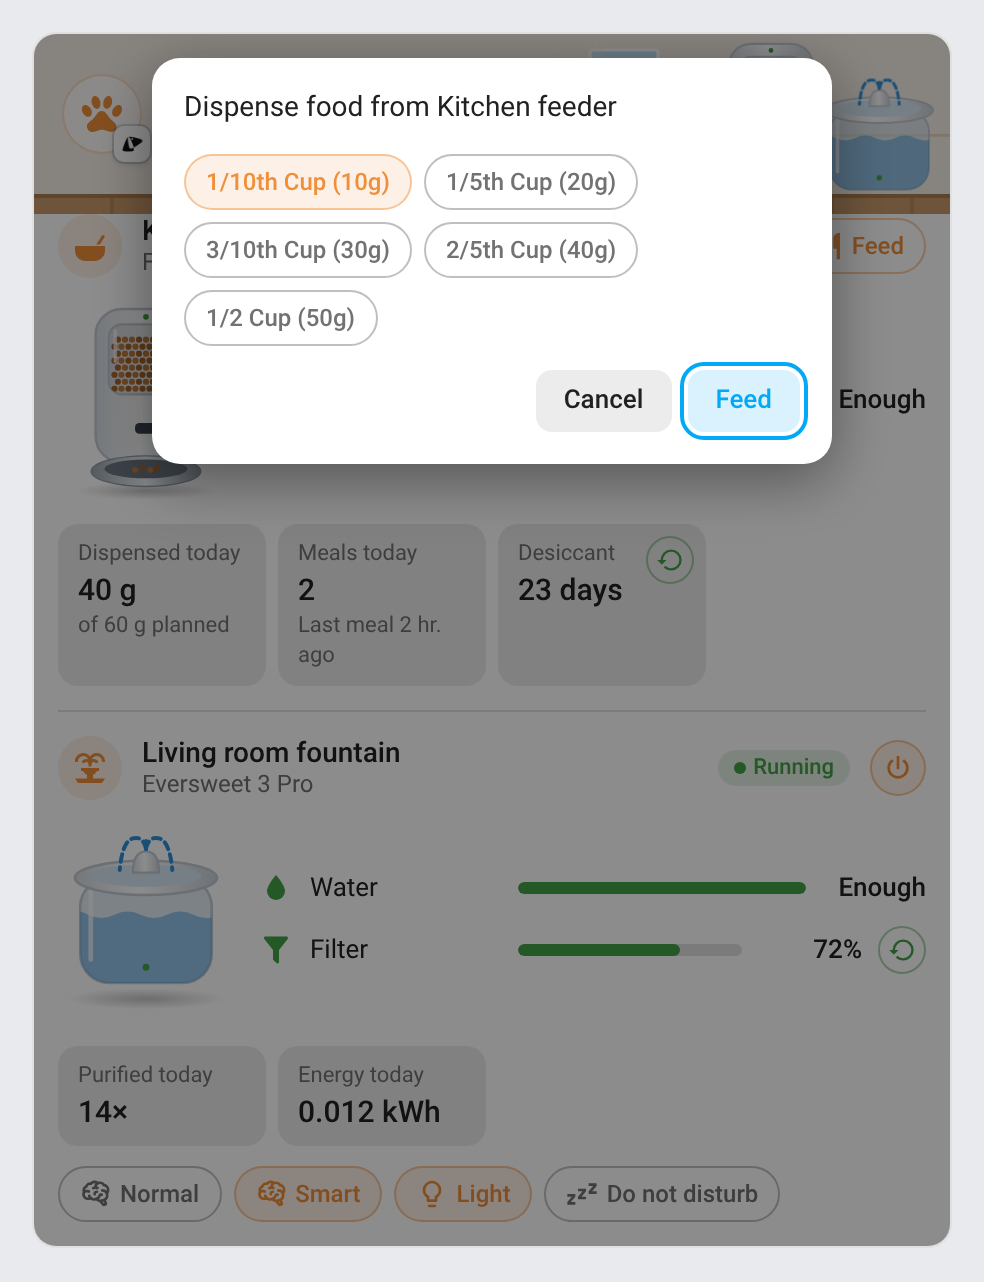 Dispense food from Kitchen feeder
1/10th Cup (10g)
1/5th Cup (20g)
3/10th Cup (30g)
2/5th Cup (40g)
1/2 Cup (50g)
Cancel
Feed
Feed
Enough
Dispensed today
40 g
of 60 g planned
Meals today
2
Last meal 2 hr.
ago
Desiccant
23 days
Living room fountain
Eversweet 3 Pro
Running
Water
Enough
Filter
72%
Purified today
14×
Energy today
0.012 kWh
Normal
Smart
Light
zzz
Do not disturb